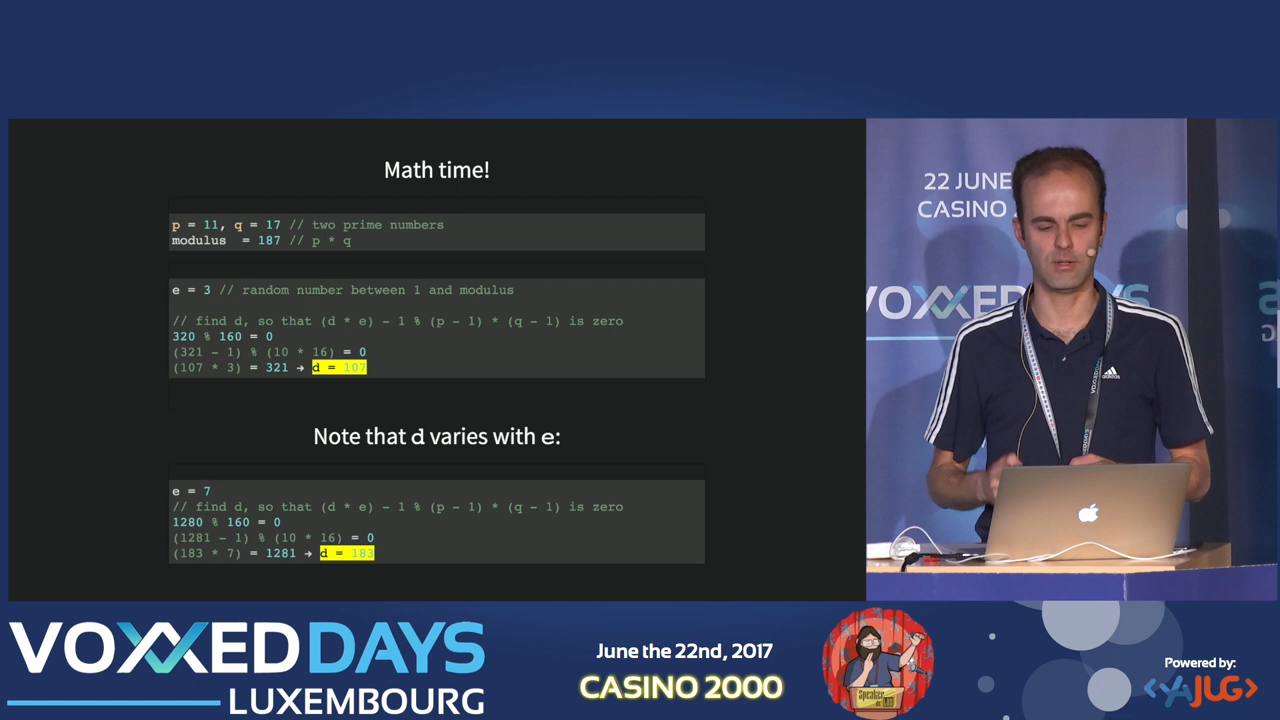 Math time!
p = 11, q = 17 // two prime numbers
modulus  = 187 // p * q
e = 3 // random number between 1 and modulus
// find d, so that (d * e) - 1 % (p - 1) * (q - 1) is zero
320 % 160 = 0
(321 - 1) % (10 * 16) = 0
(107 * 3) = 321 → d = 107
Note that d varies with e:
e = 7
// find d, so that (d * e) - 1 % (p - 1) * (q - 1) is zero
1280 % 160 = 0
(1281 - 1) % (10 * 16) = 0
(183 * 7) = 1281 → d = 183
22 JUNE
CASINO
VOXXED DAYS
adidas
VOXXED DAYS
LUXEMBOURG
June the 22nd, 2017
CASINO 2000
Speaker
Powered by:
<YAJUG>